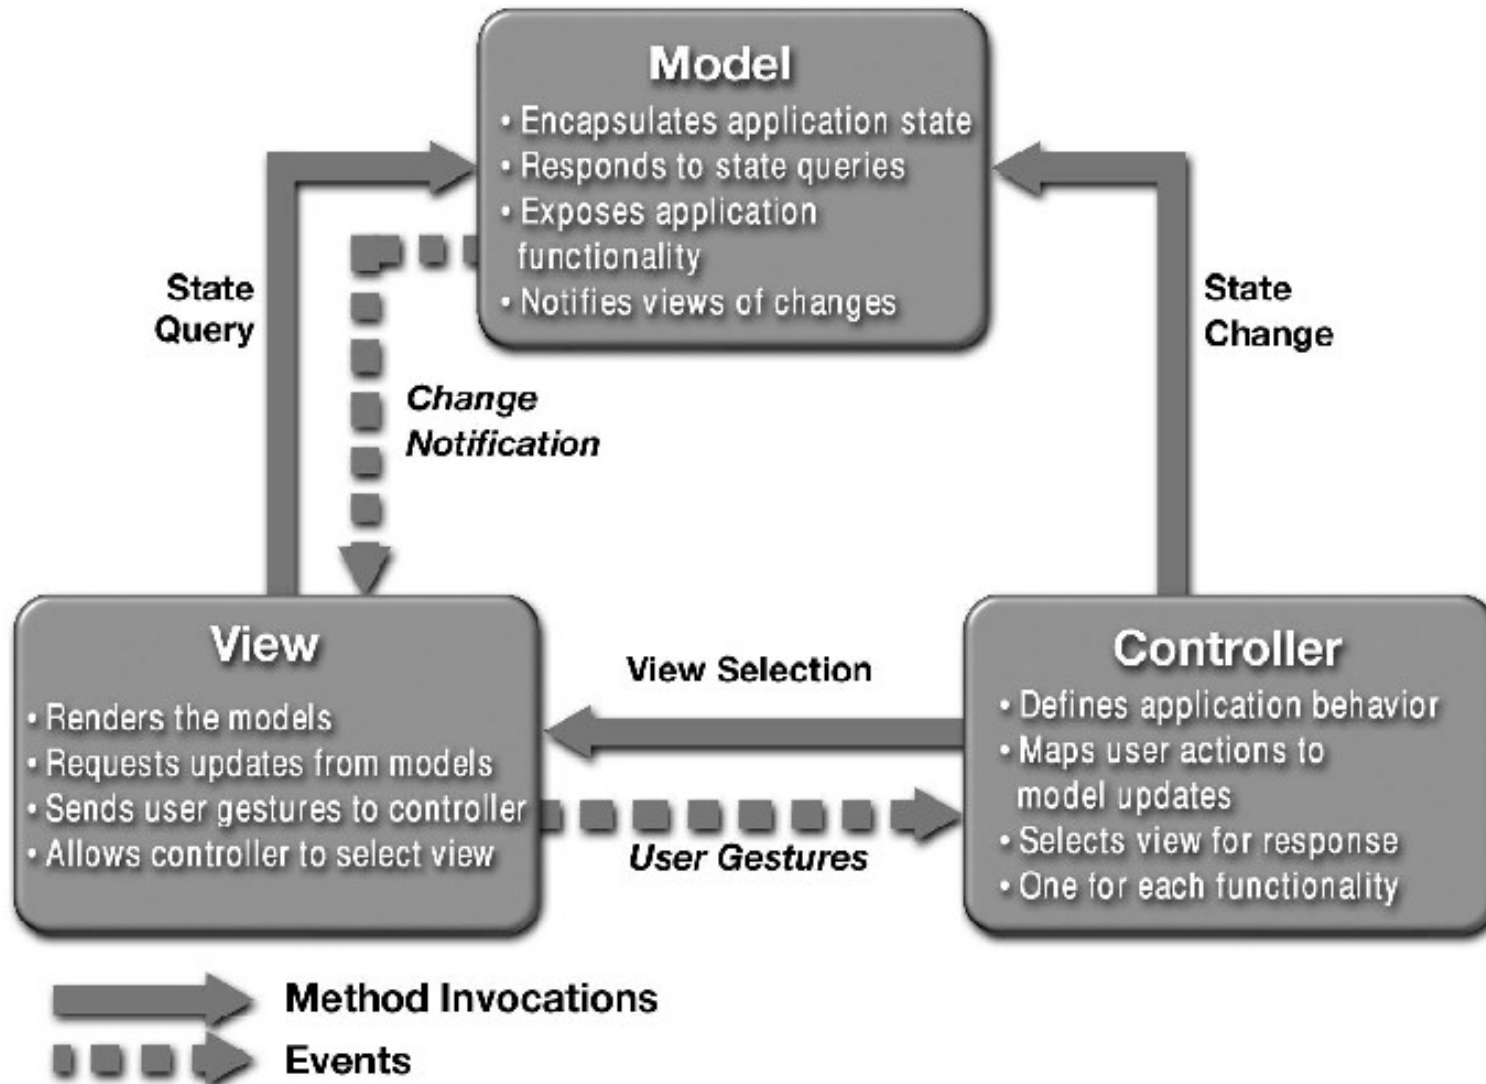 Model
• Encapsulates application state
• Responds to state queries
• Exposes application
functionality
• Notifies views of changes
State
Query
Change
Notification
State
Change
View
• Renders the models
• Requests updates from models
• Sends user gestures to controller
• Allows controller to select view
View Selection
User Gestures
Controller
• Defines application behavior
• Maps user actions to
model updates
• Selects view for response
• One for each functionality
Method Invocations
Events